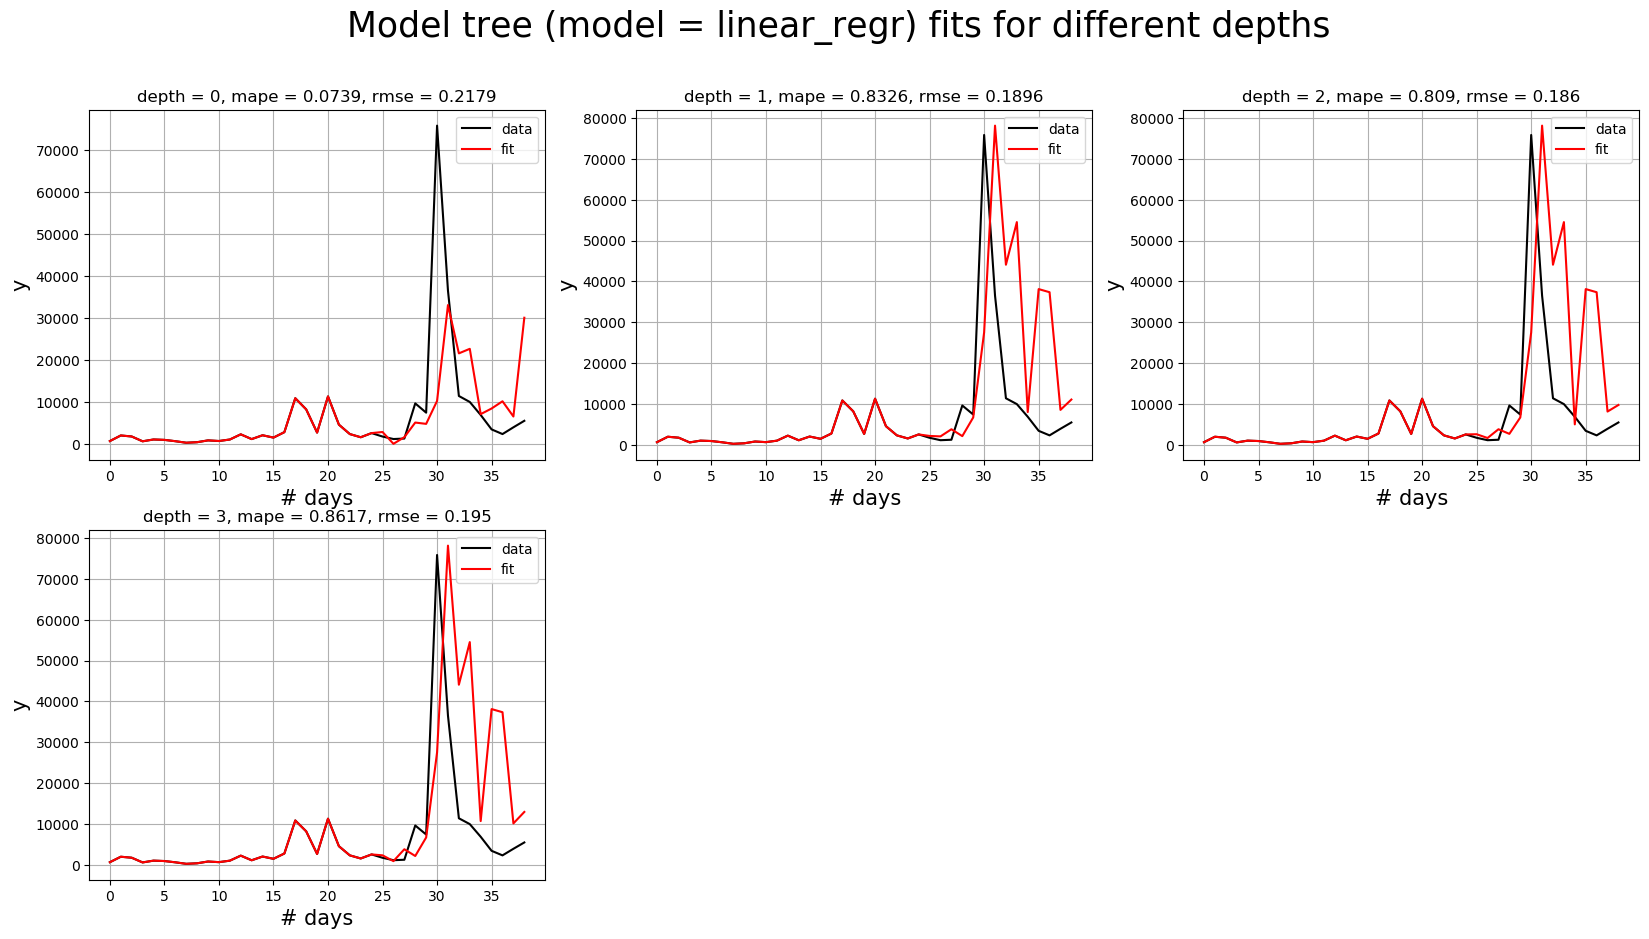 Model tree (model = linear_regr) fits for different depths
depth = 0, mape = 0.0739, rmse = 0.2179
data
fit
70000
60000
50000
40000
30000
20000
10000
0
y
0 5 10 15 20 25 30 35
# days
depth = 1, mape = 0.8326, rmse = 0.1896
data
fit
80000
70000
60000
50000
40000
30000
20000
10000
0
y
0 5 10 15 20 25 30 35
# days
depth = 2, mape = 0.809, rmse = 0.186
data
fit
80000
70000
60000
50000
40000
30000
20000
10000
0
y
0 5 10 15 20 25 30 35
# days
depth = 3, mape = 0.8617, rmse = 0.195
data
fit
80000
70000
60000
50000
40000
30000
20000
10000
0
y
0 5 10 15 20 25 30 35
# days